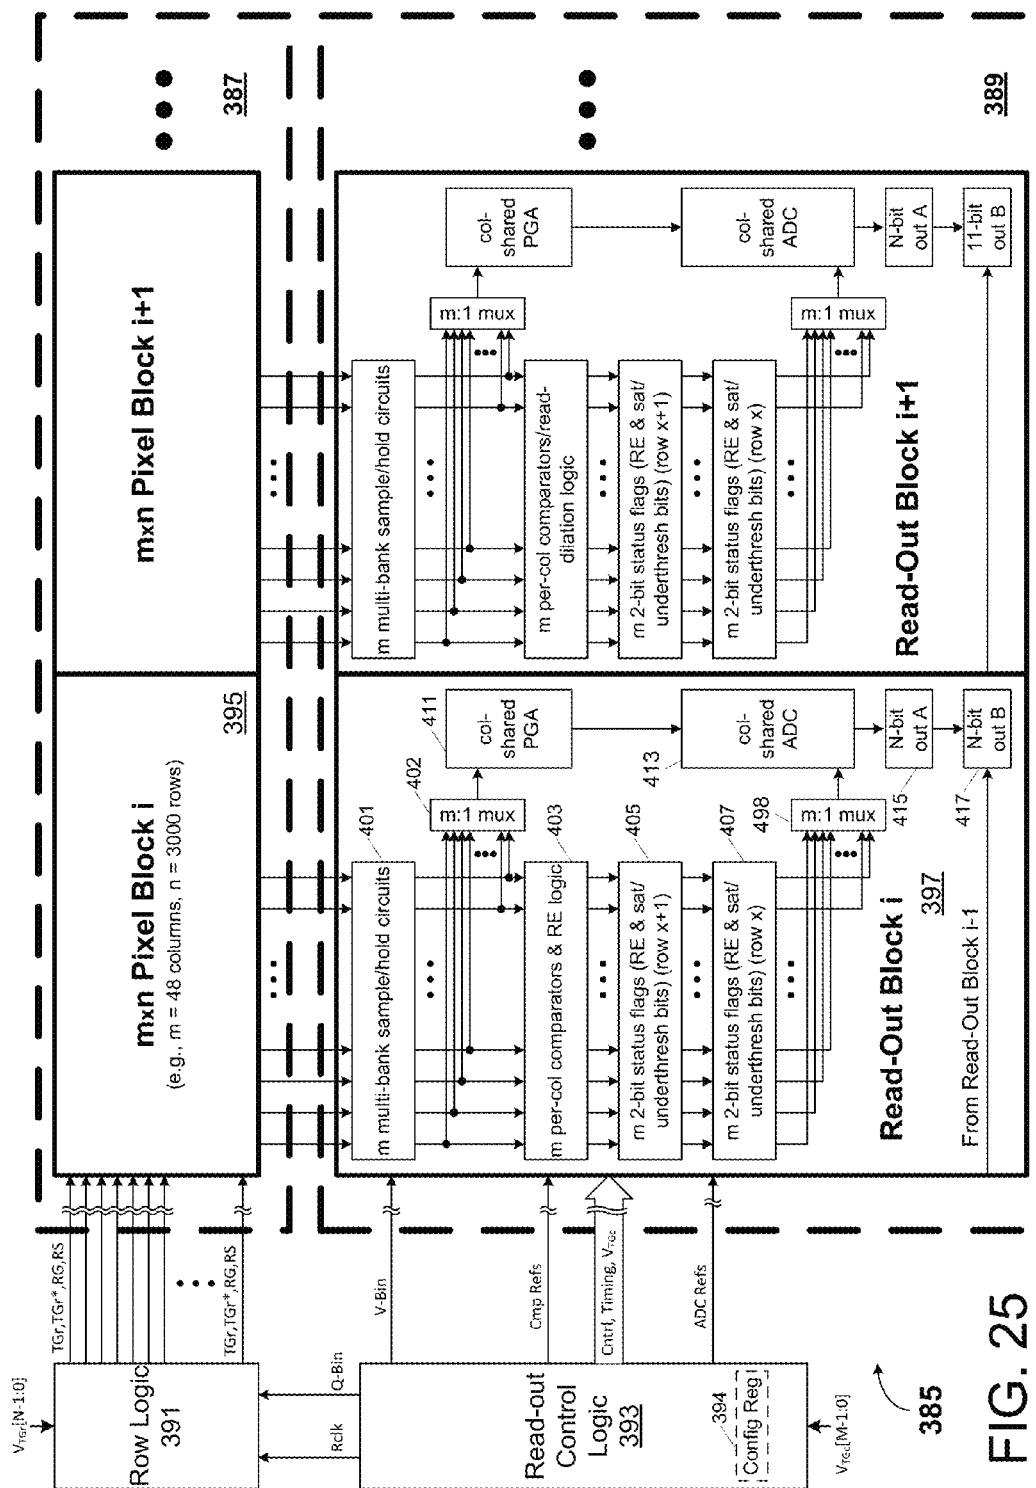 V_TGr[N-1:0]
Row Logic
391
TGr,TGr*,RG,RS
TGr,TGr*,RG,RS
Rclk
Q-Bin
Read-out
Control
Logic
393
394
Config Reg
V_TGc[M-1:0]
V-Bin
Cmp Refs
Cntrl, Timing, V_TGc
ADC Refs
385
mxn Pixel Block i
(e.g., m = 48 columns, n = 3000 rows)
395
mxn Pixel Block i+1
387
m multi-bank sample/hold circuits
401
m:1 mux
402
col-
shared
PGA
411
m per-col comparators & RE logic
403
m 2-bit status flags (RE & sat/
underthresh bits) (row x+1)
405
m 2-bit status flags (RE & sat/
underthresh bits) (row x)
407
m:1 mux
498
col-
shared
ADC
413
N-bit
out A
415
N-bit
out B
417
Read-Out Block i
397
From Read-Out Block i-1
m multi-bank sample/hold circuits
m:1 mux
col-
shared
PGA
m per-col comparators/read-
dilation logic
m 2-bit status flags (RE & sat/
underthresh bits) (row x+1)
m 2-bit status flags (RE & sat/
underthresh bits) (row x)
m:1 mux
col-
shared
ADC
N-bit
out A
11-bit
out B
Read-Out Block i+1
389
FIG. 25